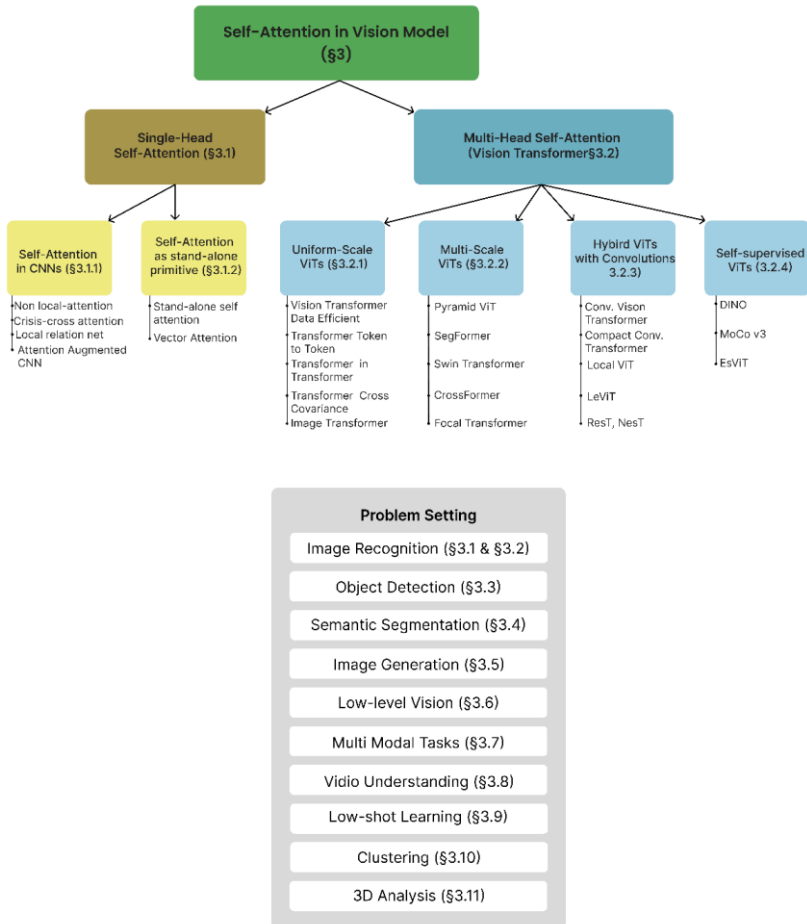 Self-Attention in Vision Model
(§3)
Single-Head
Self-Attention (§3.1)
Multi-Head Self-Attention
(Vision Transformer§3.2)
Self-Attention
in CNNs (§3.1.1)
Non local-attention
Crisis-cross attention
Local relation net
Attention Augmented
CNN
Self-Attention
as stand-alone
primitive (§3.1.2)
Stand-alone self
attention
Vector Attention
Uniform-Scale
ViTs (§3.2.1)
Vision Transformer
Data Efficient
Transformer Token
to Token
Transformer in
Transformer
Transformer Cross
Covariance
Image Transformer
Multi-Scale
ViTs (§3.2.2)
Pyramid ViT
SegFormer
Swin Transformer
CrossFormer
Focal Transformer
Hybird ViTs
with Convolutions
3.2.3)
Conv. Vison
Transformer
Compact Conv.
Transformer
Local ViT
LeViT
ResT, NesT
Self-supervised
ViTs (3.2.4)
DINO
MoCo v3
EsViT
Problem Setting
Image Recognition (§3.1 & §3.2)
Object Detection (§3.3)
Semantic Segmentation (§3.4)
Image Generation (§3.5)
Low-level Vision (§3.6)
Multi Modal Tasks (§3.7)
Vidio Understanding (§3.8)
Low-shot Learning (§3.9)
Clustering (§3.10)
3D Analysis (§3.11)